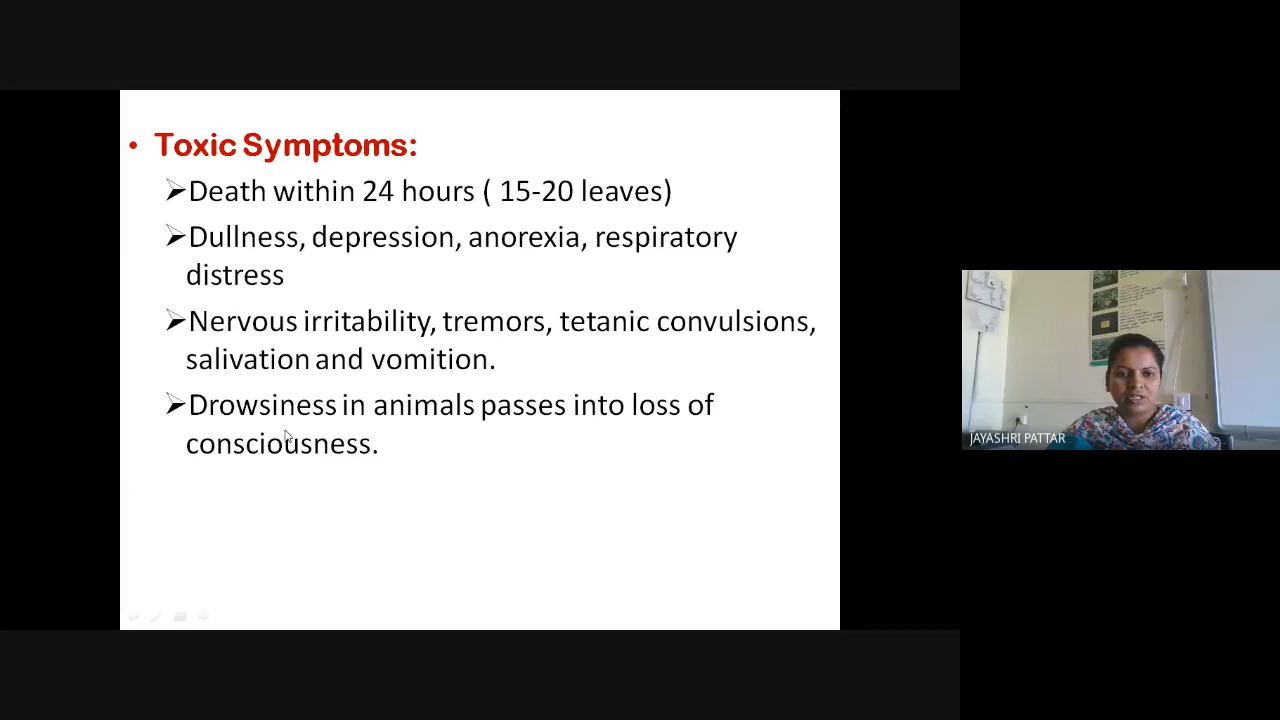 • Toxic Symptoms:
➢Death within 24 hours ( 15-20 leaves)
➢Dullness, depression, anorexia, respiratory
distress
➢Nervous irritability, tremors, tetanic convulsions,
salivation and vomition.
➢Drowsiness in animals passes into loss of
consciousness.
JAYASHRI PATTAR